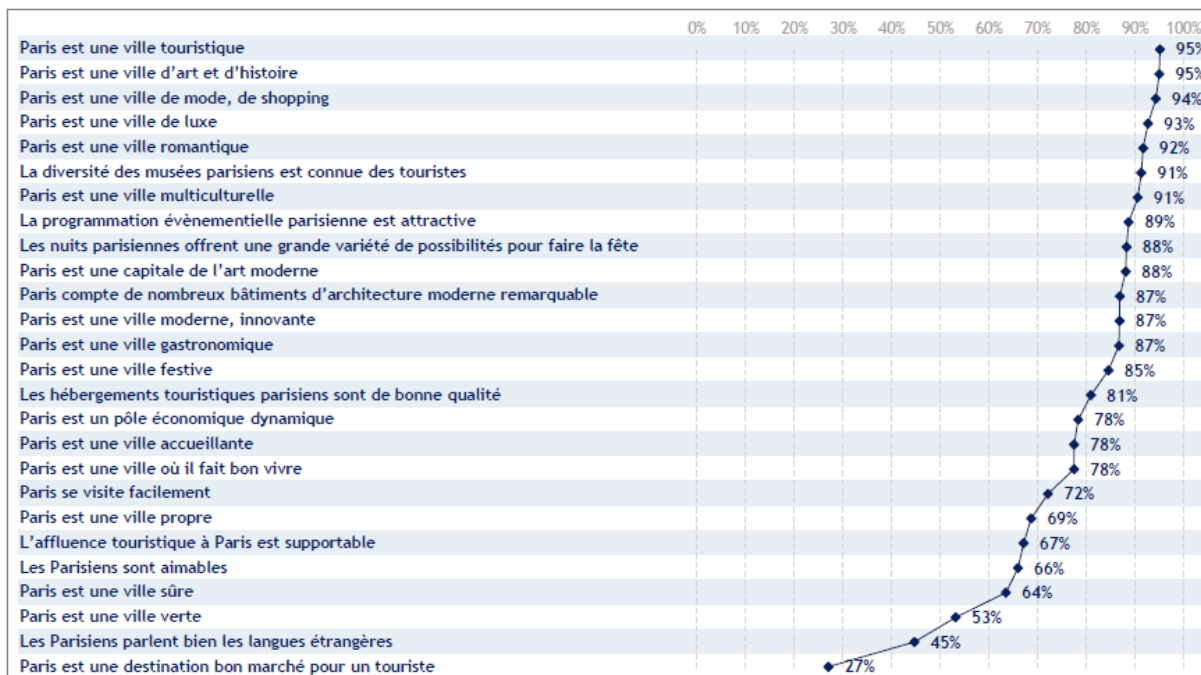 0% 10% 20% 30% 40% 50% 60% 70% 80% 90% 100%
Paris est une ville touristique 95%
Paris est une ville d'art et d'histoire 95%
Paris est une ville de mode, de shopping 94%
Paris est une ville de luxe 93%
Paris est une ville romantique 92%
La diversité des musées parisiens est connue des touristes 91%
Paris est une ville multiculturelle 91%
La programmation évènementielle parisienne est attractive 89%
Les nuits parisiennes offrent une grande variété de possibilités pour faire la fête 88%
Paris est une capitale de l'art moderne 88%
Paris compte de nombreux bâtiments d'architecture moderne remarquable 87%
Paris est une ville moderne, innovante 87%
Paris est une ville gastronomique 87%
Paris est une ville festive 85%
Les hébergements touristiques parisiens sont de bonne qualité 81%
Paris est un pôle économique dynamique 78%
Paris est une ville accueillante 78%
Paris est une ville où il fait bon vivre 78%
Paris se visite facilement 72%
Paris est une ville propre 69%
L'affluence touristique à Paris est supportable 67%
Les Parisiens sont aimables 66%
Paris est une ville sûre 64%
Paris est une ville verte 53%
Les Parisiens parlent bien les langues étrangères 45%
Paris est une destination bon marché pour un touriste 27%